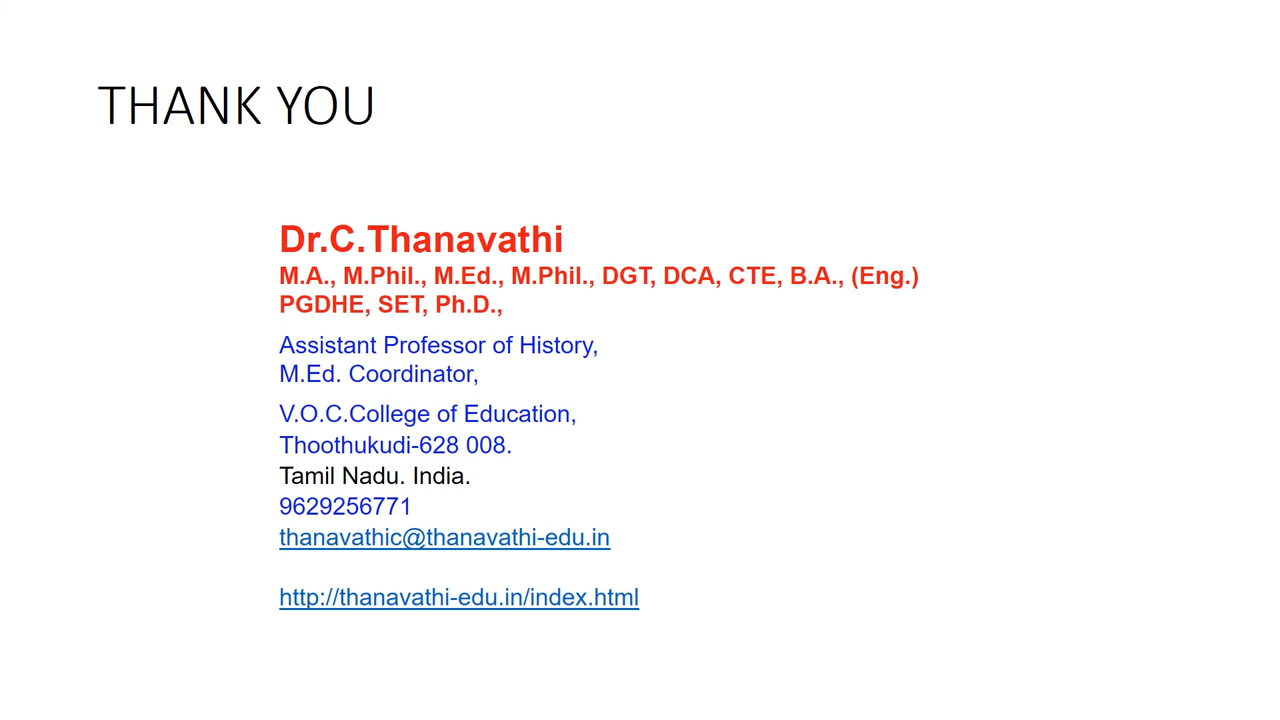 THANK YOU
Dr.C.Thanavathi
M.A., M.Phil., M.Ed., M.Phil., DGT, DCA, CTE, B.A., (Eng.)
PGDHE, SET, Ph.D.,
Assistant Professor of History,
M.Ed. Coordinator,
V.O.C.College of Education,
Thoothukudi-628 008.
Tamil Nadu. India.
9629256771
thanavathic@thanavathi-edu.in
http://thanavathi-edu.in/index.html